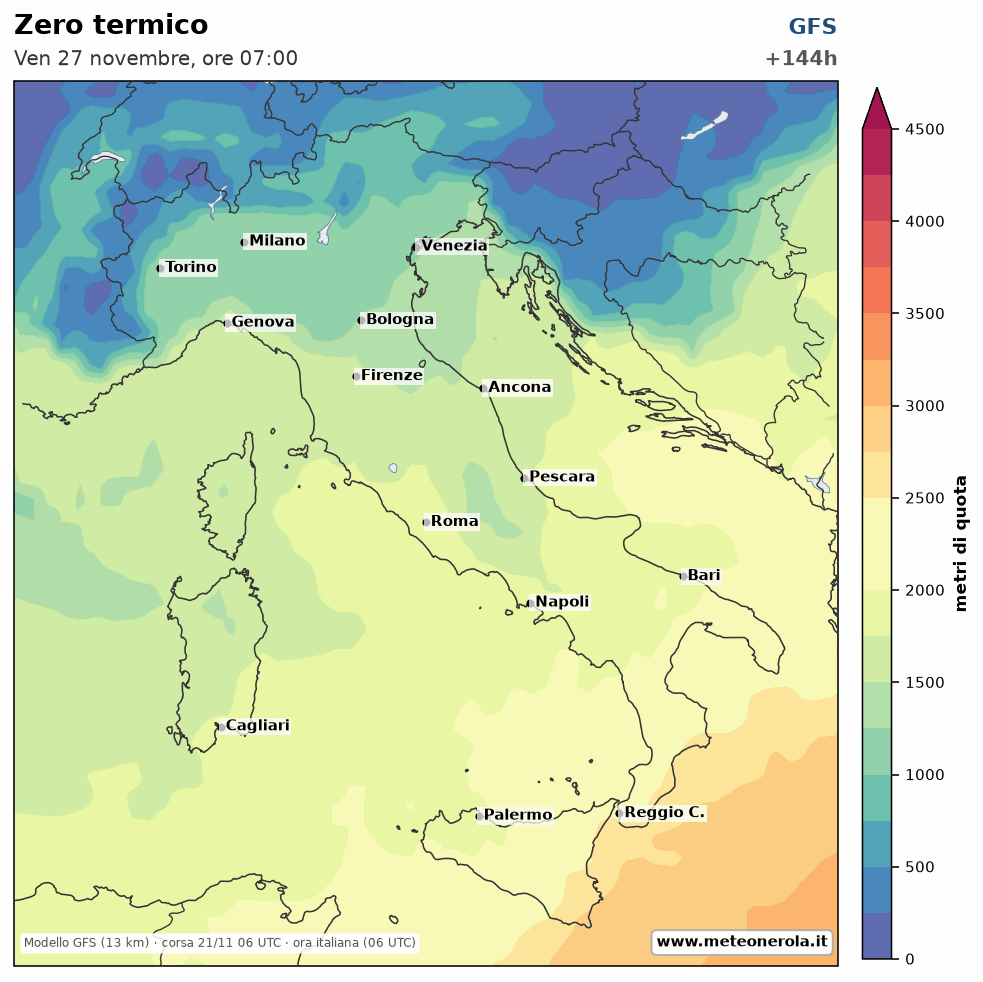 Zero termico
GFS
Ven 27 novembre, ore 07:00
+144h
Milano
Venezia
Torino
Genova
Bologna
Firenze
Ancona
Pescara
Roma
Bari
Napoli
Cagliari
Palermo
Reggio C.
Modello GFS (13 km) · corsa 21/11 06 UTC · ora italiana (06 UTC)
www.meteonerola.it
4500
4000
3500
3000
2500
2000
1500
1000
500
0
metri di quota